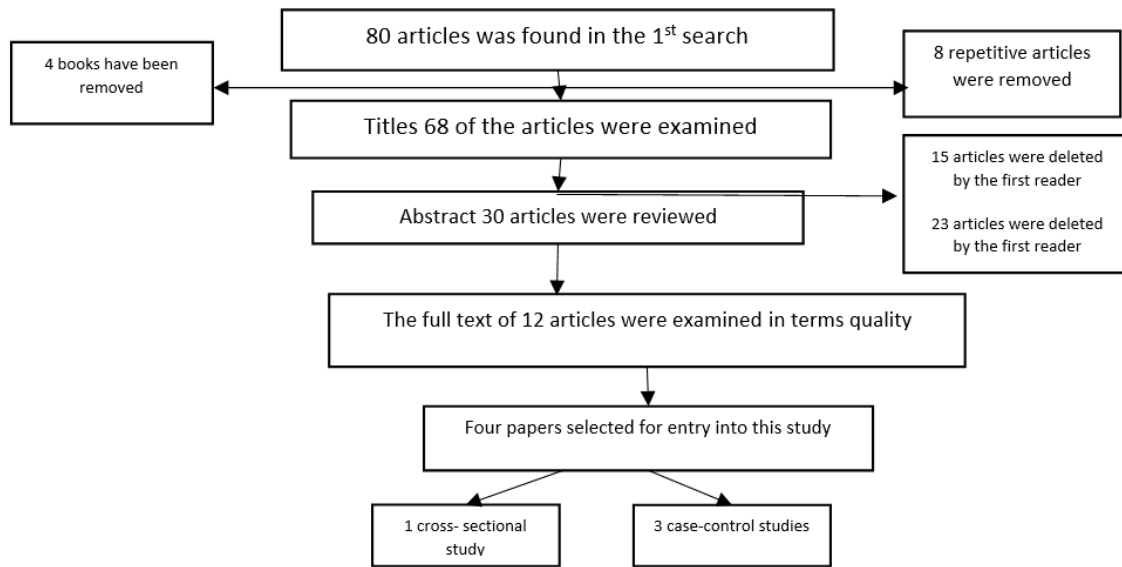 80 articles was found in the 1st search
4 books have been
removed
8 repetitive articles
were removed
Titles 68 of the articles were examined
15 articles were deleted
by the first reader
23 articles were deleted
by the first reader
Abstract 30 articles were reviewed
The full text of 12 articles were examined in terms quality
Four papers selected for entry into this study
1 cross- sectional
study
3 case-control studies